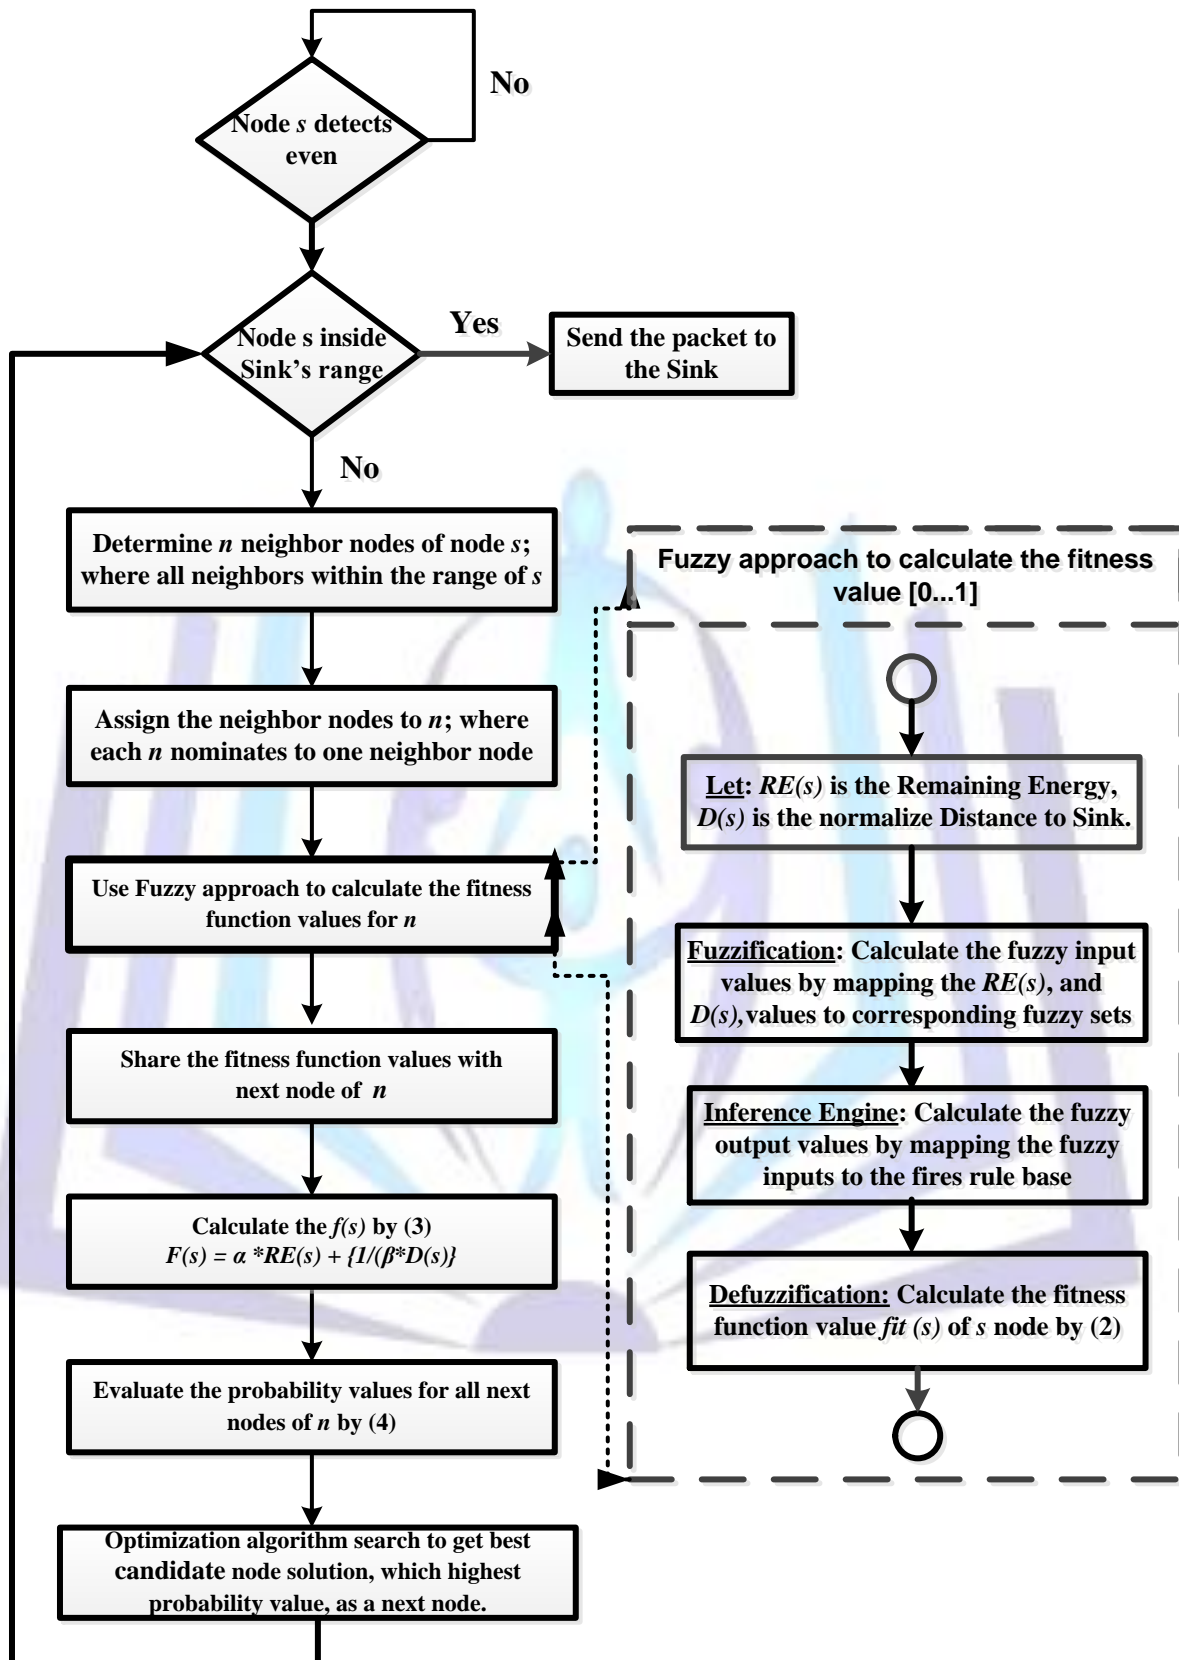 No
Node s detects
even
Node s inside
Sink's range
Yes
Send the packet to
the Sink
No
Determine n neighbor nodes of node s;
where all neighbors within the range of s
Assign the neighbor nodes to n; where
each n nominates to one neighbor node
Use Fuzzy approach to calculate the fitness
function values for n
Share the fitness function values with
next node of n
Calculate the f(s) by (3)
F(s) = α *RE(s) + {1/(β*D(s)}
Evaluate the probability values for all next
nodes of n by (4)
Optimization algorithm search to get best
candidate node solution, which highest
probability value, as a next node.
Fuzzy approach to calculate the fitness
value [0...1]
Let: RE(s) is the Remaining Energy,
D(s) is the normalize Distance to Sink.
Fuzzification: Calculate the fuzzy input
values by mapping the RE(s), and
D(s),values to corresponding fuzzy sets
Inference Engine: Calculate the fuzzy
output values by mapping the fuzzy
inputs to the fires rule base
Defuzzification: Calculate the fitness
function value fit (s) of s node by (2)